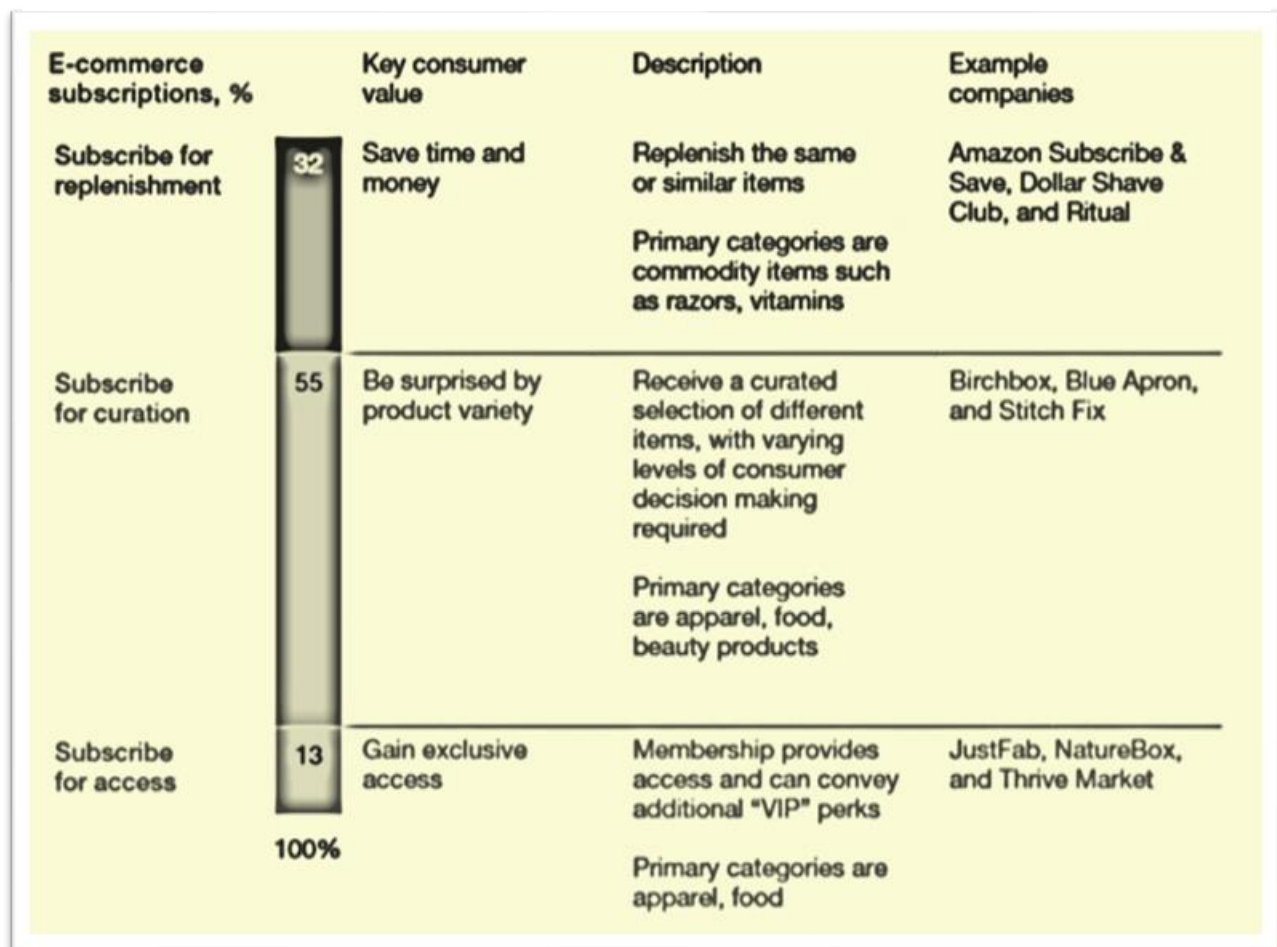 E-commerce
subscriptions, %
Key consumer
value
Description
Example
companies
Subscribe for
replenishment
32
Save time and
money
Replenish the same
or similar items
Primary categories are
commodity items such
as razors, vitamins
Amazon Subscribe &
Save, Dollar Shave
Club, and Ritual
Subscribe
for curation
55
Be surprised by
product variety
Receive a curated
selection of different
items, with varying
levels of consumer
decision making
required
Primary categories
are apparel, food,
beauty products
Birchbox, Blue Apron,
and Stitch Fix
Subscribe
for access
13
Gain exclusive
access
Membership provides
access and can convey
additional “VIP” perks
Primary categories are
apparel, food
JustFab, NatureBox,
and Thrive Market
100%